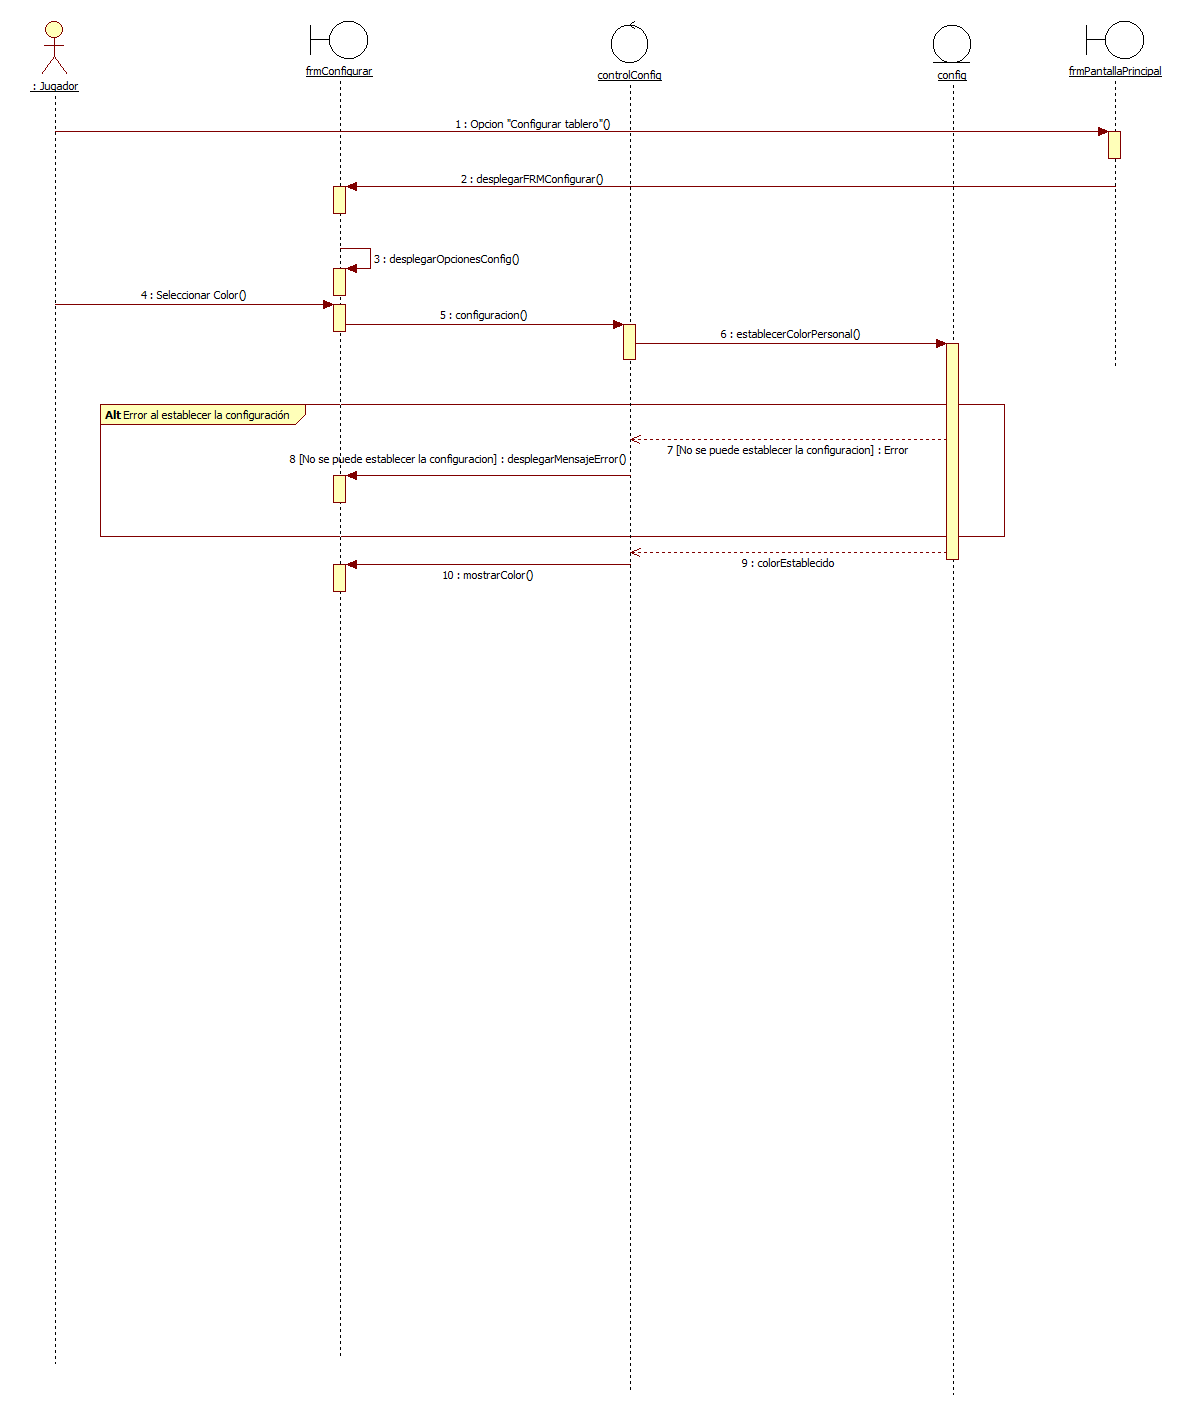 : Jugador
frmConfigurar
controlConfig
config
frmPantallaPrincipal
1 : Opcion "Configurar tablero"()
2 : desplegarFRMConfigurar()
3 : desplegarOpcionesConfig()
4 : Seleccionar Color()
5 : configuracion()
6 : establecerColorPersonal()
Alt Error al establecer la configuración
7 [No se puede establecer la configuracion] : Error
8 [No se puede establecer la configuracion] : desplegarMensajeError()
9 : colorEstablecido
10 : mostrarColor()